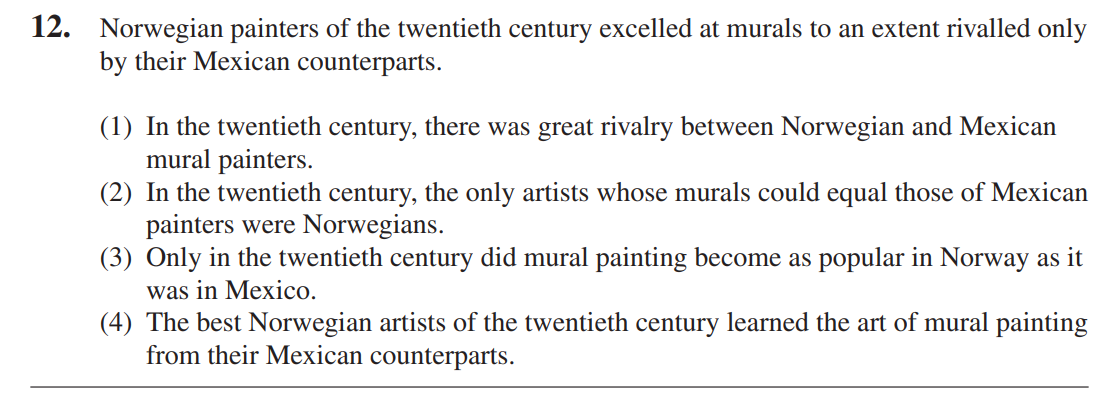 12. Norwegian painters of the twentieth century excelled at murals to an extent rivalled only
by their Mexican counterparts.
(1) In the twentieth century, there was great rivalry between Norwegian and Mexican
mural painters.
(2) In the twentieth century, the only artists whose murals could equal those of Mexican
painters were Norwegians.
(3) Only in the twentieth century did mural painting become as popular in Norway as it
was in Mexico.
(4) The best Norwegian artists of the twentieth century learned the art of mural painting
from their Mexican counterparts.